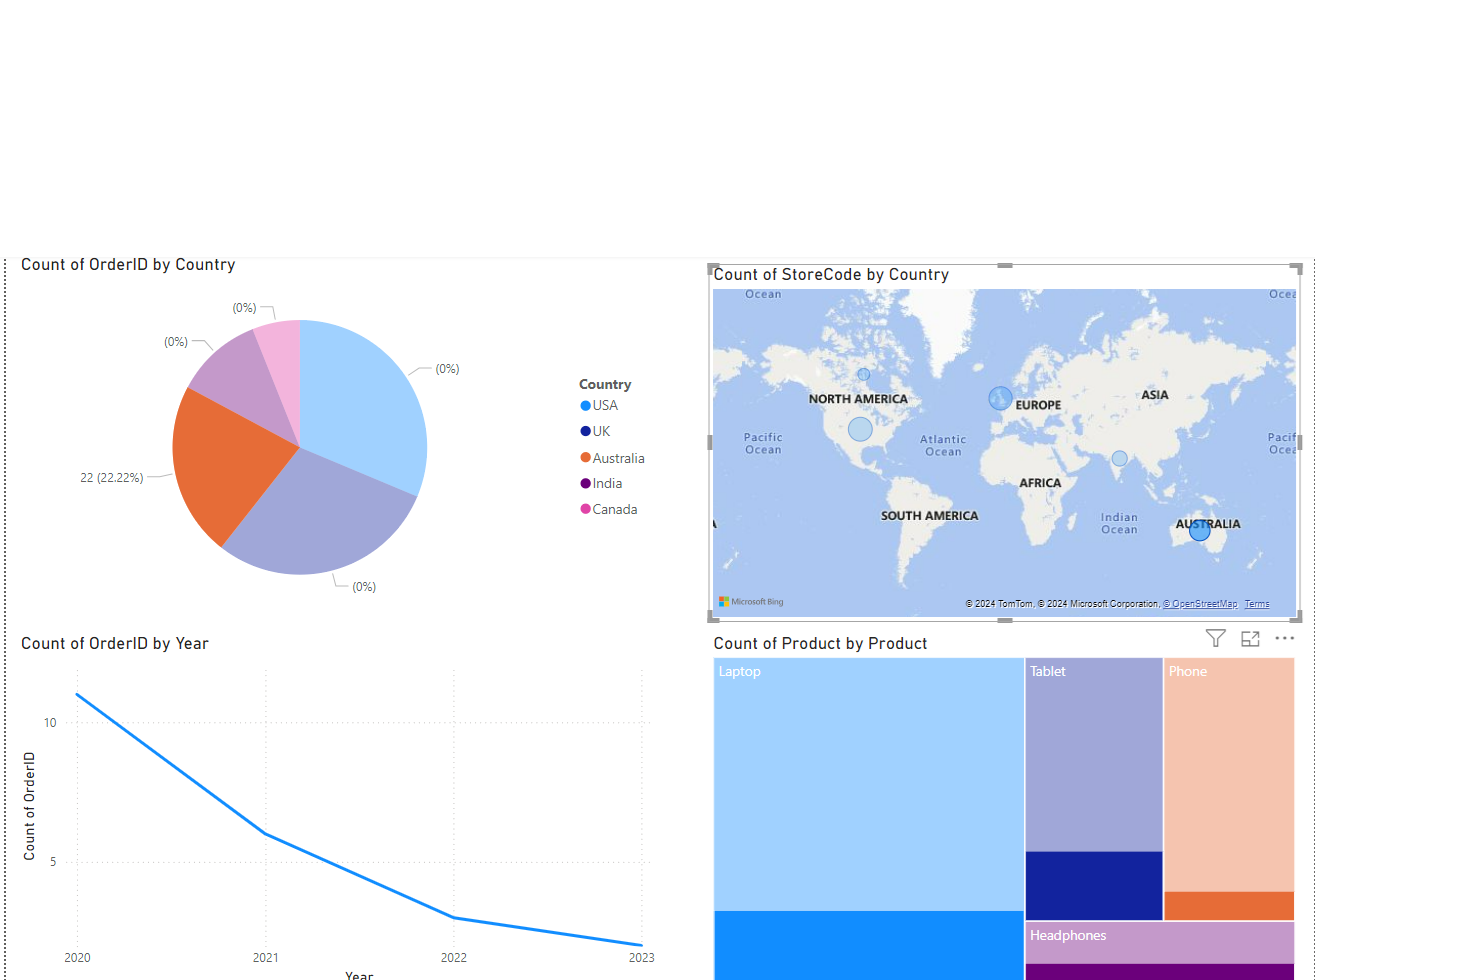 Count of OrderID by Country
(0%)
(0%)
(0%)
22 (22.22%)
(0%)
Country
USA
UK
Australia
India
Canada
Count of StoreCode by Country
Ocean
Ocea
NORTH AMERICA
EUROPE
ASIA
Pacific
Ocean
Atlantic
Ocean
Pacif
Ocea
AFRICA
SOUTH AMERICA
Indian
Ocean
AUSTRALIA
A
Microsoft Bing
© 2024 TomTom, © 2024 Microsoft Corporation, © OpenStreetMap Terms
Count of OrderID by Year
10
5
Count of OrderID
2020
2021
2022
2023
Year
Count of Product by Product
Laptop
Tablet
Phone
Headphones